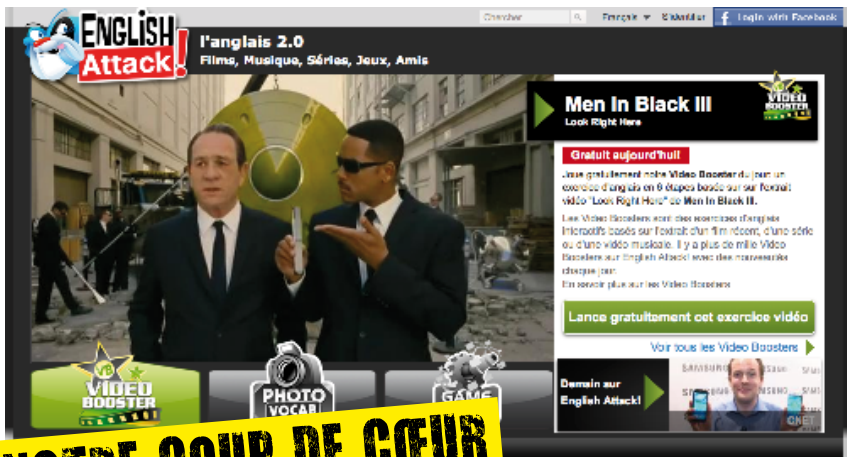 Chercher Français S'identifier f Login with Facebook
ENGLISH
Attack!
l'anglais 2.0
Films, Musique, Séries, Jeux, Amis
Men In Black III
Look Right Here
VIDEO
BOOSTER
Gratuit aujourd'hui!
Joue gratuitement notre Video Booster du jour: un
exercice d'anglais en 6 étapes basée sur sur l'extrait
vidéo "Look Right Here" de Men In Black III.
Les Video Boosters sont des exercices d'anglais
interactifs basés sur l'extrait d'un film récent, d'une série
ou d'une vidéo musicale. Il y a plus de mille Video
Boosters sur English Attack! avec des nouveautés
chaque jour.
En savoir plus sur les Video Boosters
Lance gratuitement cet exercice vidéo
Voir tous les Video Boosters
Demain sur
English Attack!
SAMSUNG
CNET
VB
VIDEO
BOOSTER
PHOTO
VOCAB
GAME
NOTRE COUP DE CŒUR